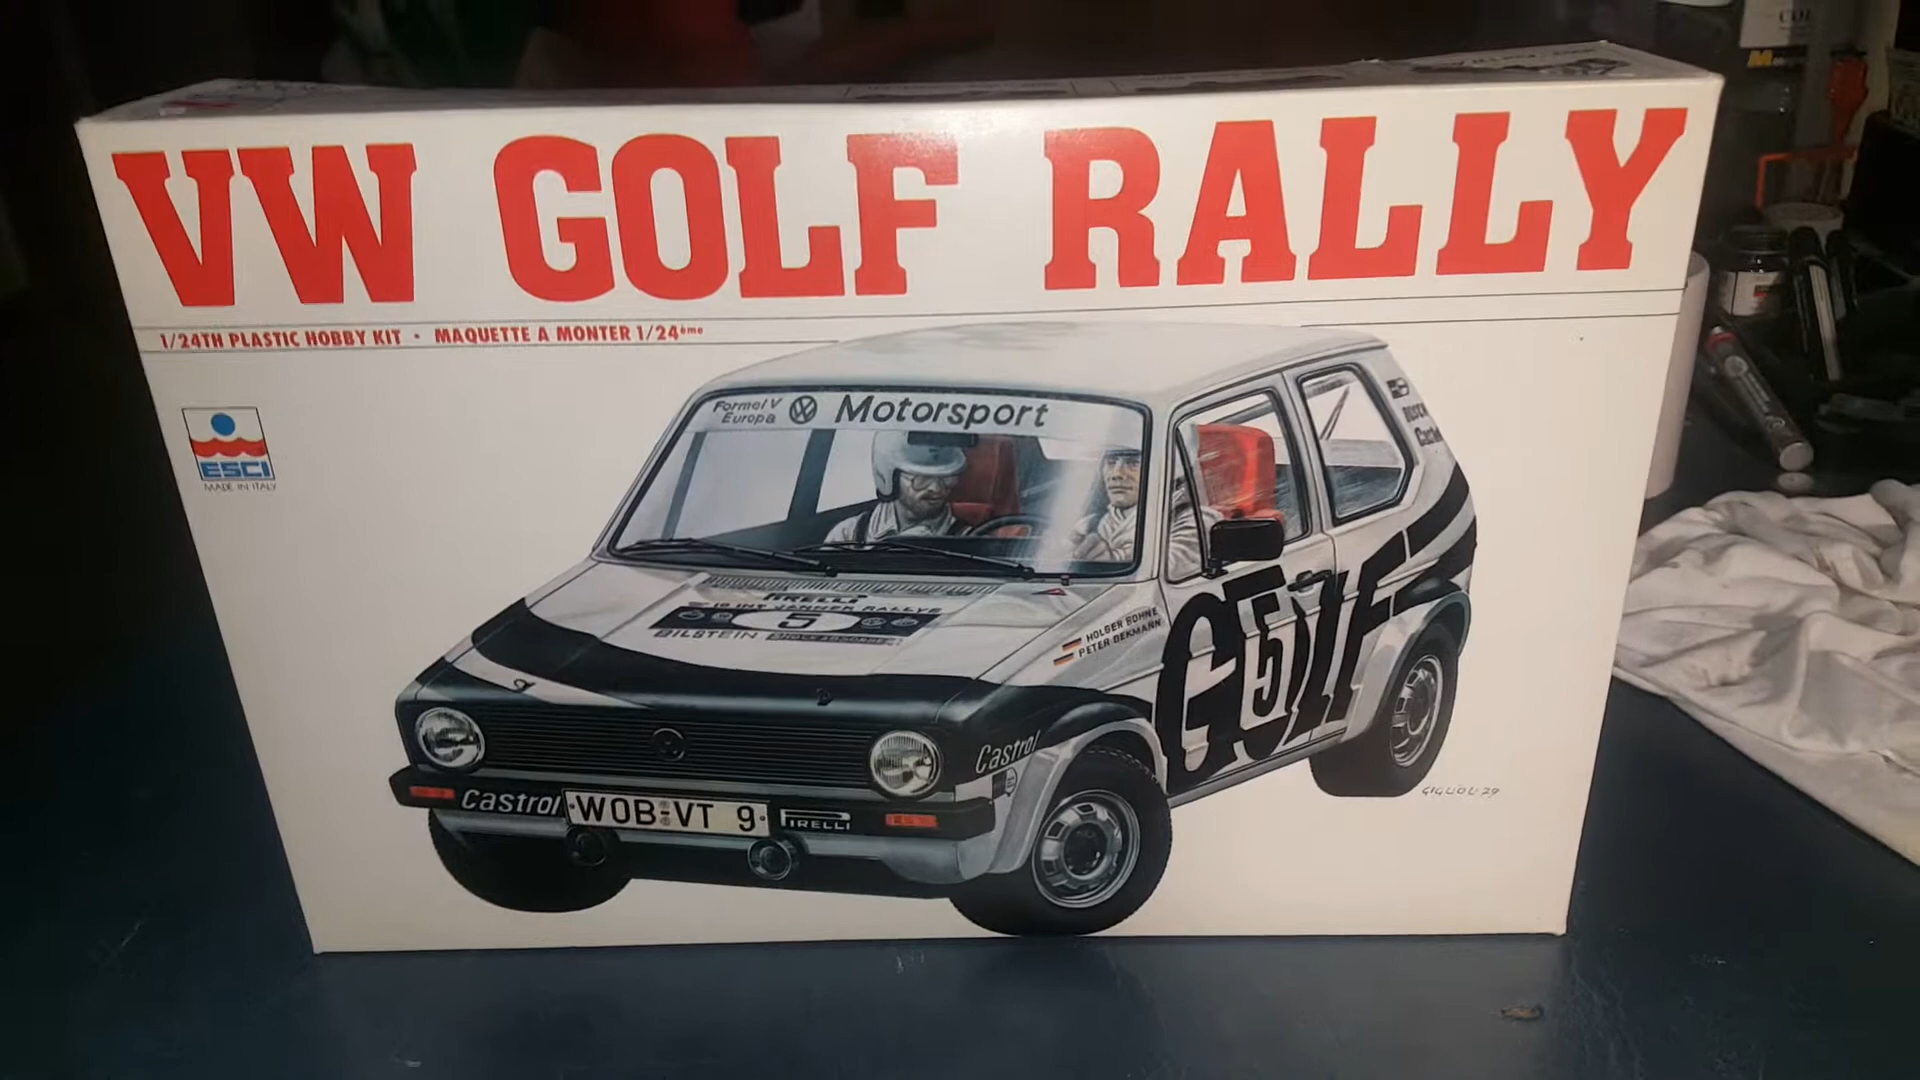 VW GOLF RALLY
1/24TH PLASTIC HOBBY KIT · MAQUETTE A MONTER 1/24ème
ESCI
MADE IN ITALY
Formel V
Europa
Motorsport
PIRELLI
RALLYE
5
BILSTEIN
HOLGER BOHNE
PETER DEKMANN
GOLF
5
Castrol
Castrol
WOB VT 9
PIRELLI